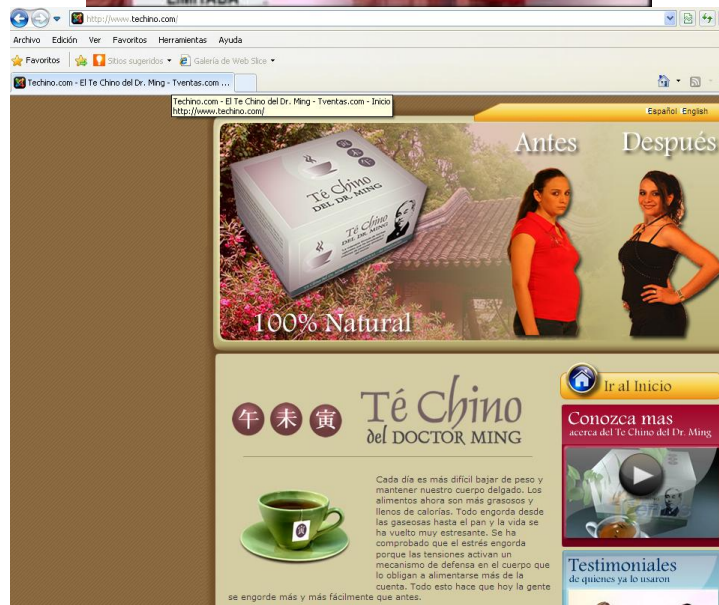 http://www.techino.com/
Archivo Edición Ver Favoritos Herramientas Ayuda
Favoritos Sitios sugeridos Galería de Web Slice
Techino.com - El Te Chino del Dr. Ming - Tventas.com ...
Techino.com - El Te Chino del Dr. Ming - Tventas.com - Inicio
http://www.techino.com/
Español English
Antes Después
Té Chino
DEL DR. MING
Té Chino
DEL DR. MING
100% Natural
Ir al Inicio
午 未 寅
Té Chino
del DOCTOR MING
Conozca mas
acerca del Te Chino del Dr. Ming
Cada día es más difícil bajar de peso y
mantener nuestro cuerpo delgado. Los
alimentos ahora son más grasosos y
llenos de calorías. Todo engorda desde
las gaseosas hasta el pan y la vida se
ha vuelto muy estresante. Se ha
comprobado que el estrés engorda
porque las tensiones activan un
mecanismo de defensa en el cuerpo que
lo obligan a alimentarse más de la
cuenta. Todo esto hace que hoy la gente
se engorde más y más fácilmente que antes.
Testimoniales
de quienes ya lo usaron